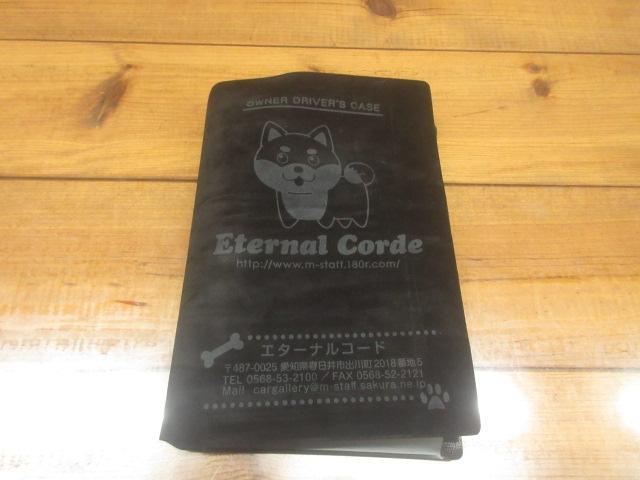 OWNER DRIVER'S CASE
Eternal Corde
http://www.m-staff.180r.com/
エターナルコード
〒487-0025 愛知県春日井市出川町2018番地5
TEL 0568-53-2100 / FAX 0568-52-2121
Mail cargallery@m-staff.sakura.ne.jp